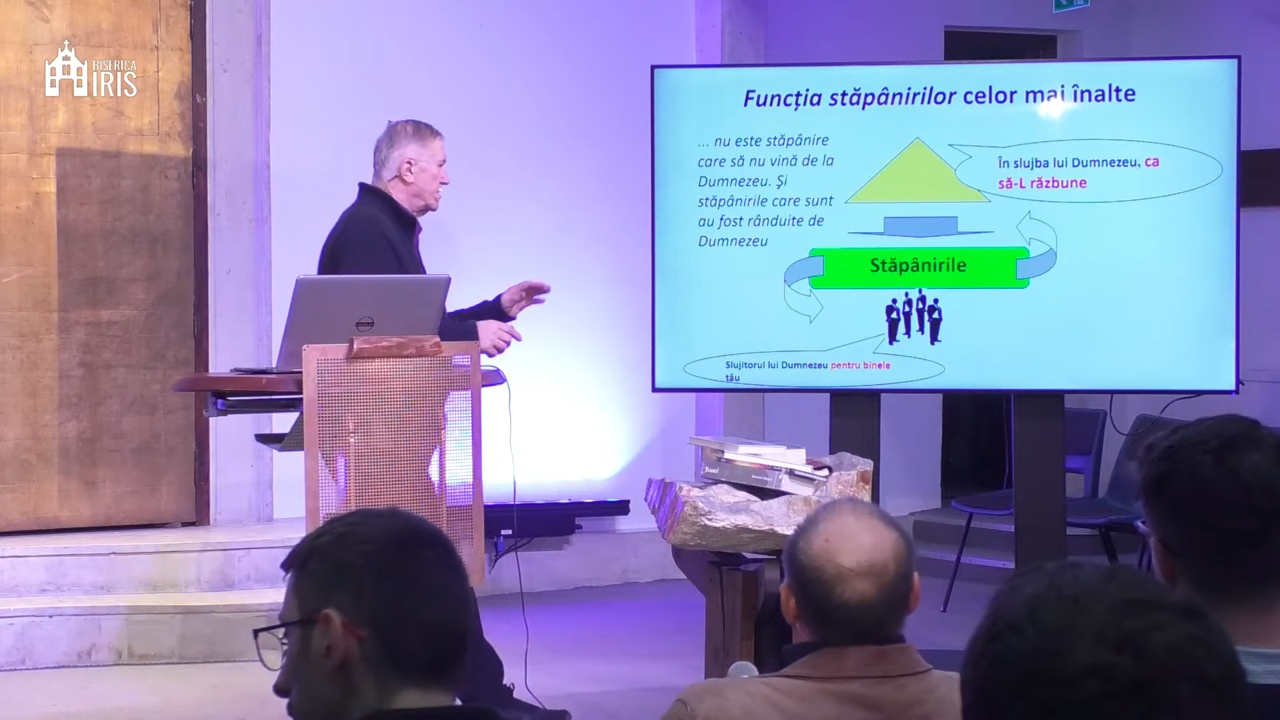 BISERICA
IRIS
Funcția stăpânirilor celor mai înalte
... nu este stăpânire
care să nu vină de la
Dumnezeu. Şi
stăpânirile care sunt
au fost rânduite de
Dumnezeu
În slujba lui Dumnezeu, ca
să-L răzbune
Stăpânirile
Slujitorul lui Dumnezeu pentru binele
tău